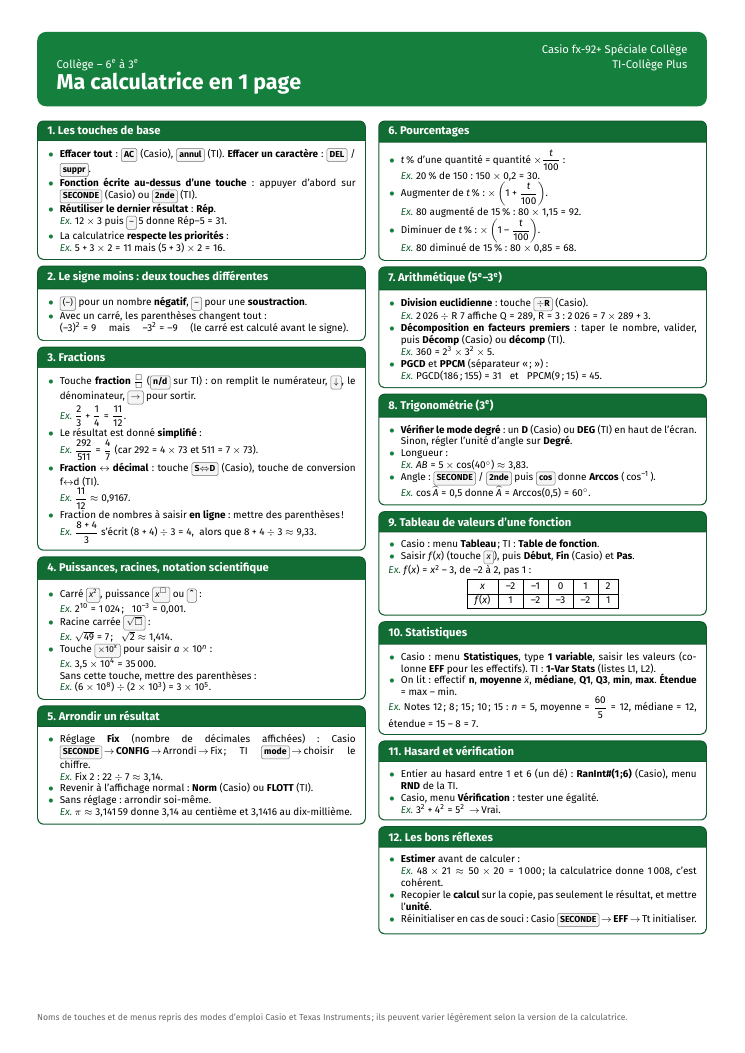 Collège – 6e à 3e
Ma calculatrice en 1 page
Casio fx-92+ Spéciale Collège
TI-Collège Plus
1. Les touches de base
• Effacer tout : AC (Casio), annul (TI). Effacer un caractère : DEL /
suppr.
• Fonction écrite au-dessus d’une touche : appuyer d’abord sur
SECONDE (Casio) ou 2nde (TI).
• Réutiliser le dernier résultat : Rép.
Ex. 12 × 3 puis – 5 donne Rép–5 = 31.
• La calculatrice respecte les priorités :
Ex. 5 + 3 × 2 = 11 mais (5 + 3) × 2 = 16.
2. Le signe moins : deux touches différentes
• (–) pour un nombre négatif, – pour une soustraction.
• Avec un carré, les parenthèses changent tout :
(–3)² = 9 mais –3² = –9 (le carré est calculé avant le signe).
3. Fractions
• Touche fraction □/□ (n/d sur TI) : on remplit le numérateur, ↓, le
dénominateur, → pour sortir.
Ex. 2/3 + 1/4 = 11/12.
• Le résultat est donné simplifié :
Ex. 292/511 = 4/7 (car 292 = 4 × 73 et 511 = 7 × 73).
• Fraction ↔ décimal : touche S⇔D (Casio), touche de conversion
f↔d (TI).
Ex. 11/12 ≈ 0,9167.
• Fraction de nombres à saisir en ligne : mettre des parenthèses !
Ex. (8 + 4)/3 s’écrit (8 + 4) ÷ 3 = 4, alors que 8 + 4 ÷ 3 ≈ 9,33.
4. Puissances, racines, notation scientifique
• Carré x², puissance x□ ou ^ :
Ex. 2¹⁰ = 1 024 ; 10⁻³ = 0,001.
• Racine carrée √□ :
Ex. √49 = 7 ; √2 ≈ 1,414.
• Touche ×10ˣ pour saisir a × 10ⁿ :
Ex. 3,5 × 10⁴ = 35 000.
Sans cette touche, mettre des parenthèses :
Ex. (6 × 10⁸) ÷ (2 × 10³) = 3 × 10⁵.
5. Arrondir un résultat
• Réglage Fix (nombre de décimales affichées) : Casio
SECONDE → CONFIG → Arrondi → Fix ; TI mode → choisir le
chiffre.
Ex. Fix 2 : 22 ÷ 7 ≈ 3,14.
• Revenir à l’affichage normal : Norm (Casio) ou FLOTT (TI).
• Sans réglage : arrondir soi-même.
Ex. π ≈ 3,141 59 donne 3,14 au centième et 3,1416 au dix-millième.
6. Pourcentages
• t % d’une quantité = quantité × t/100 :
Ex. 20 % de 150 : 150 × 0,2 = 30.
• Augmenter de t % : × (1 + t/100).
Ex. 80 augmenté de 15 % : 80 × 1,15 = 92.
• Diminuer de t % : × (1 – t/100).
Ex. 80 diminué de 15 % : 80 × 0,85 = 68.
7. Arithmétique (5e–3e)
• Division euclidienne : touche ÷R (Casio).
Ex. 2 026 ÷ R 7 affiche Q = 289, R = 3 : 2 026 = 7 × 289 + 3.
• Décomposition en facteurs premiers : taper le nombre, valider,
puis Décomp (Casio) ou décomp (TI).
Ex. 360 = 2³ × 3² × 5.
• PGCD et PPCM (séparateur « ; ») :
Ex. PGCD(186 ; 155) = 31 et PPCM(9 ; 15) = 45.
8. Trigonométrie (3e)
• Vérifier le mode degré : un D (Casio) ou DEG (TI) en haut de l’écran.
Sinon, régler l’unité d’angle sur Degré.
• Longueur :
Ex. AB = 5 × cos(40°) ≈ 3,83.
• Angle : SECONDE / 2nde puis cos donne Arccos ( cos⁻¹ ).
Ex. cos Â = 0,5 donne Â = Arccos(0,5) = 60°.
9. Tableau de valeurs d’une fonction
• Casio : menu Tableau ; TI : Table de fonction.
• Saisir f(x) (touche x), puis Début, Fin (Casio) et Pas.
Ex. f(x) = x² – 3, de –2 à 2, pas 1 :
x –2 –1 0 1 2
f(x) 1 –2 –3 –2 1
10. Statistiques
• Casio : menu Statistiques, type 1 variable, saisir les valeurs (co-
lonne EFF pour les effectifs). TI : 1-Var Stats (listes L1, L2).
• On lit : effectif n, moyenne x̄, médiane, Q1, Q3, min, max. Étendue
= max – min.
Ex. Notes 12 ; 8 ; 15 ; 10 ; 15 : n = 5, moyenne = 60/5 = 12, médiane = 12,
étendue = 15 – 8 = 7.
11. Hasard et vérification
• Entier au hasard entre 1 et 6 (un dé) : RanInt#(1;6) (Casio), menu
RND de la TI.
• Casio, menu Vérification : tester une égalité.
Ex. 3² + 4² = 5² → Vrai.
12. Les bons réflexes
• Estimer avant de calculer :
Ex. 48 × 21 ≈ 50 × 20 = 1 000 ; la calculatrice donne 1 008, c’est
cohérent.
• Recopier le calcul sur la copie, pas seulement le résultat, et mettre
l’unité.
• Réinitialiser en cas de souci : Casio SECONDE → EFF → Tt initialiser.
Noms de touches et de menus repris des modes d’emploi Casio et Texas Instruments ; ils peuvent varier légèrement selon la version de la calculatrice.